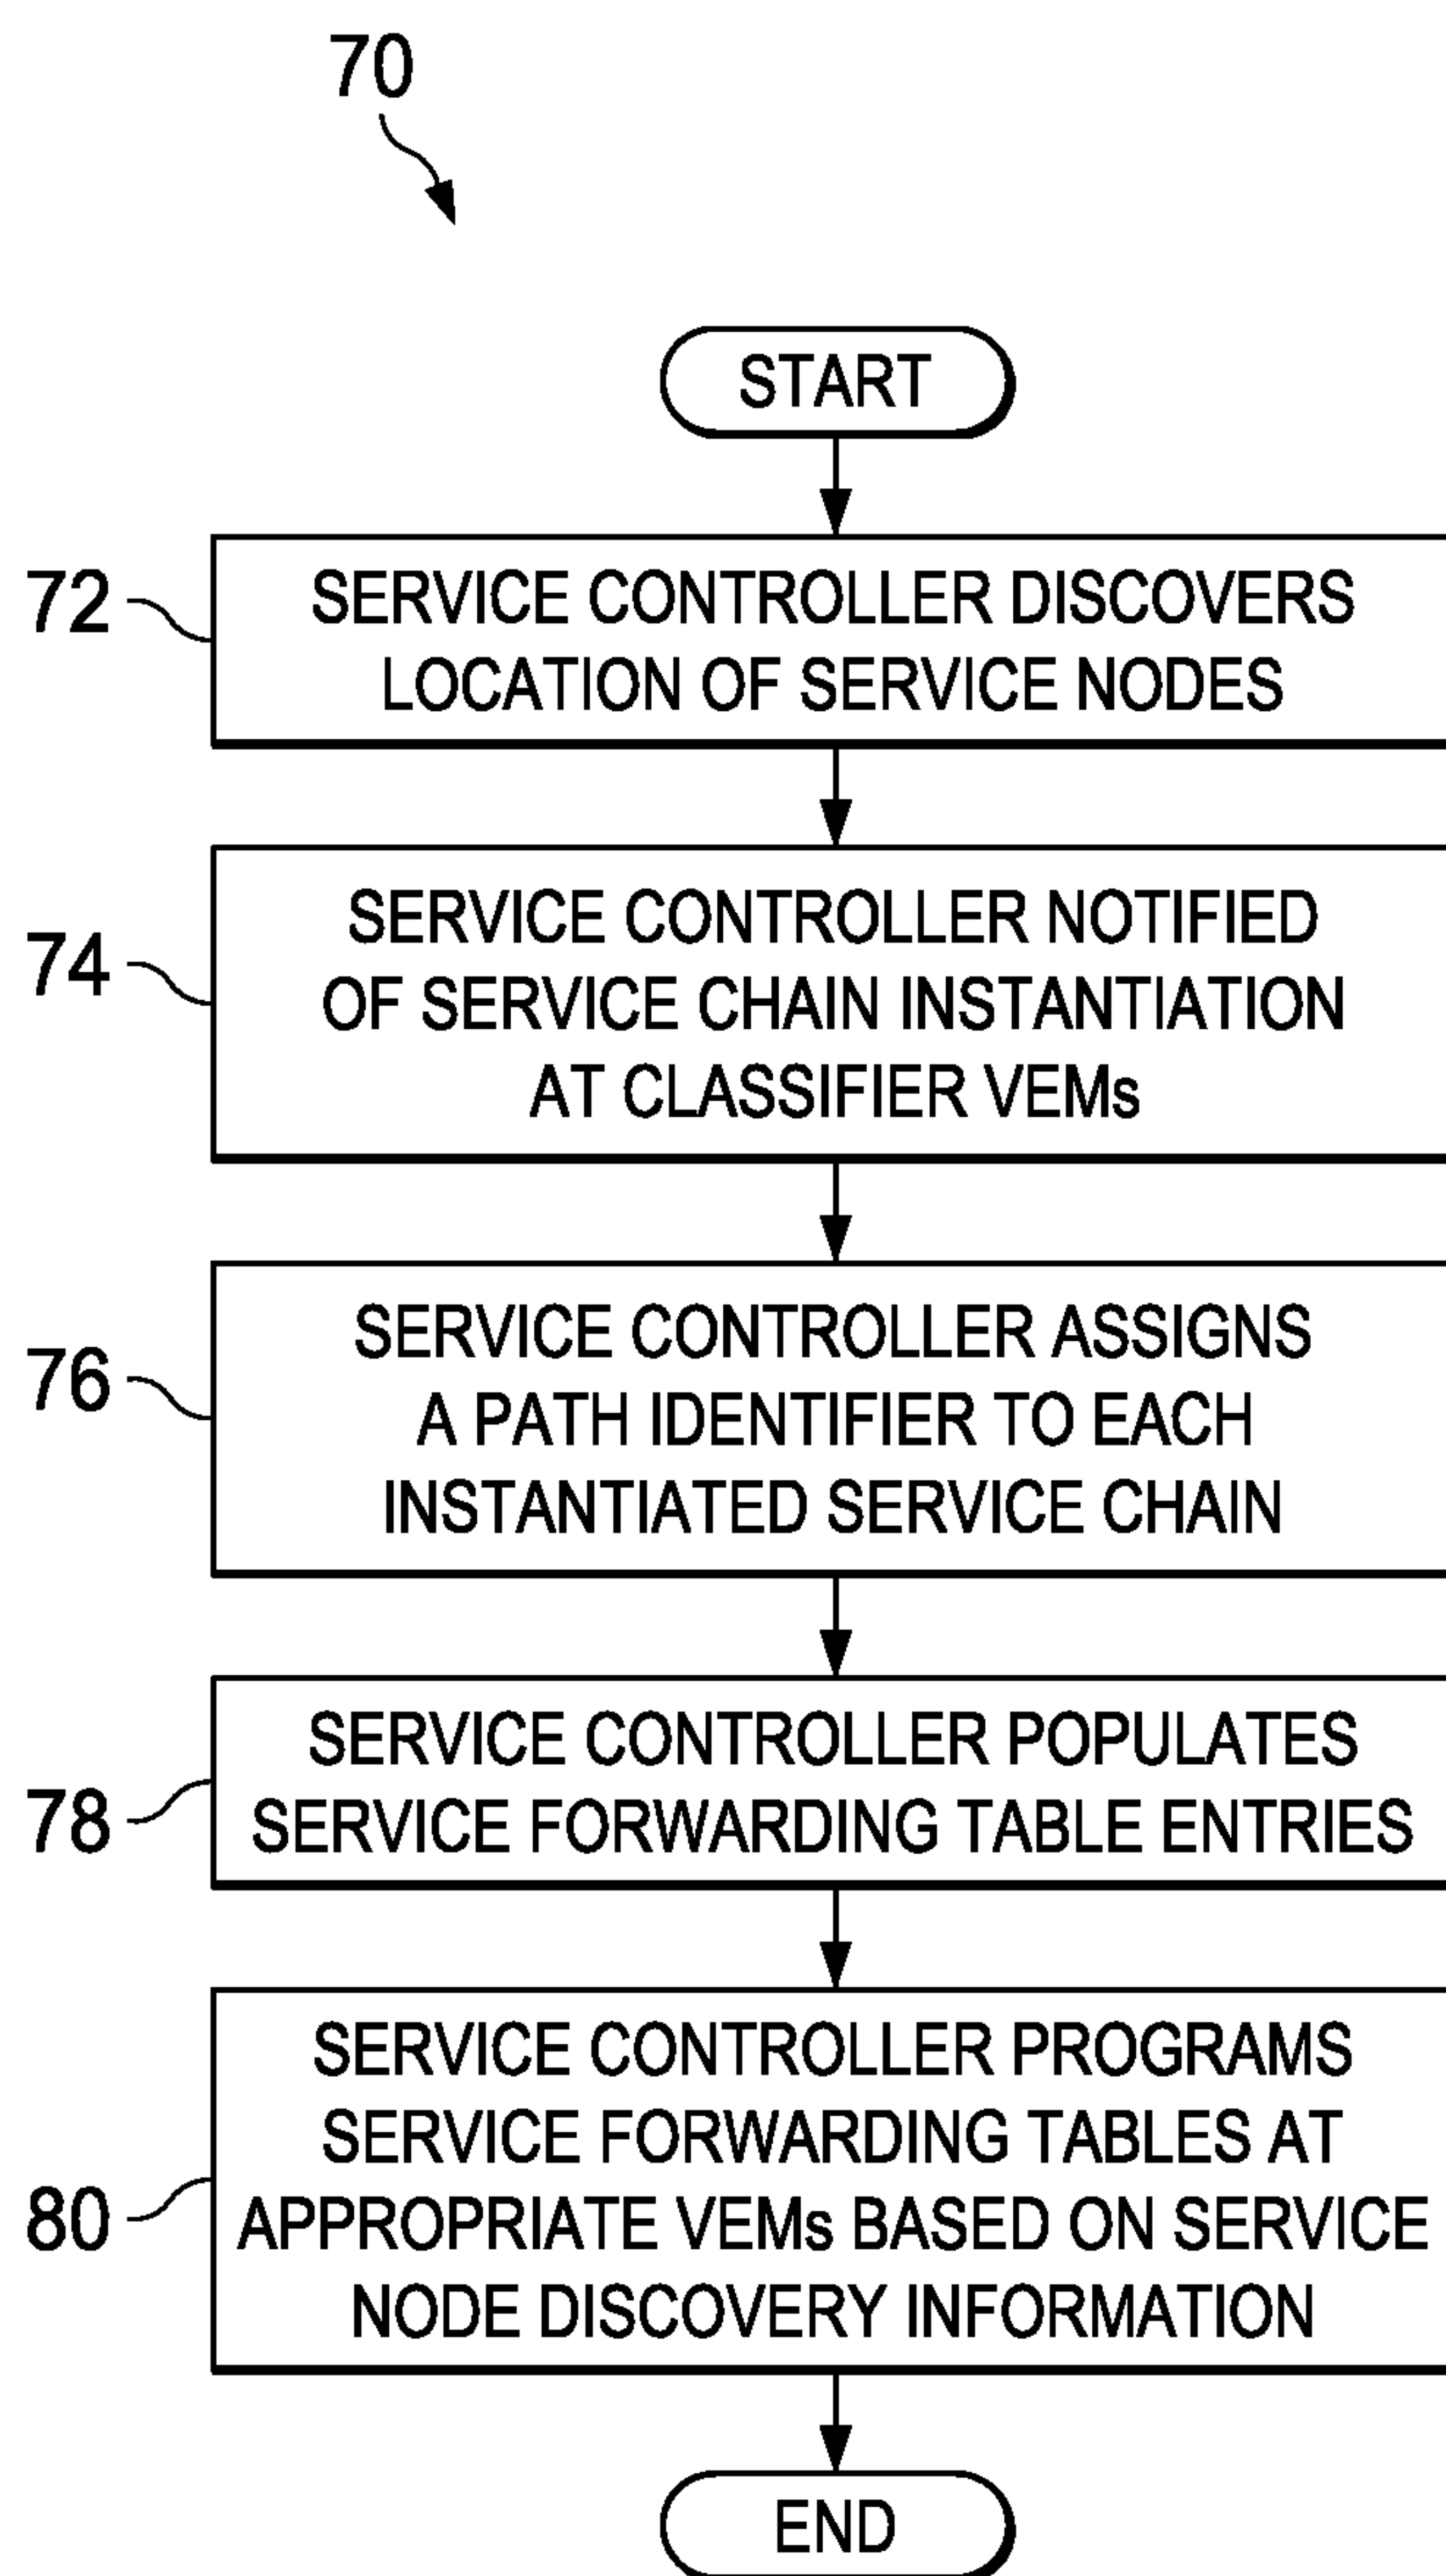 70
START
72
SERVICE CONTROLLER DISCOVERS
LOCATION OF SERVICE NODES
74
SERVICE CONTROLLER NOTIFIED
OF SERVICE CHAIN INSTANTIATION
AT CLASSIFIER VEMs
76
SERVICE CONTROLLER ASSIGNS
A PATH IDENTIFIER TO EACH
INSTANTIATED SERVICE CHAIN
78
SERVICE CONTROLLER POPULATES
SERVICE FORWARDING TABLE ENTRIES
80
SERVICE CONTROLLER PROGRAMS
SERVICE FORWARDING TABLES AT
APPROPRIATE VEMs BASED ON SERVICE
NODE DISCOVERY INFORMATION
END